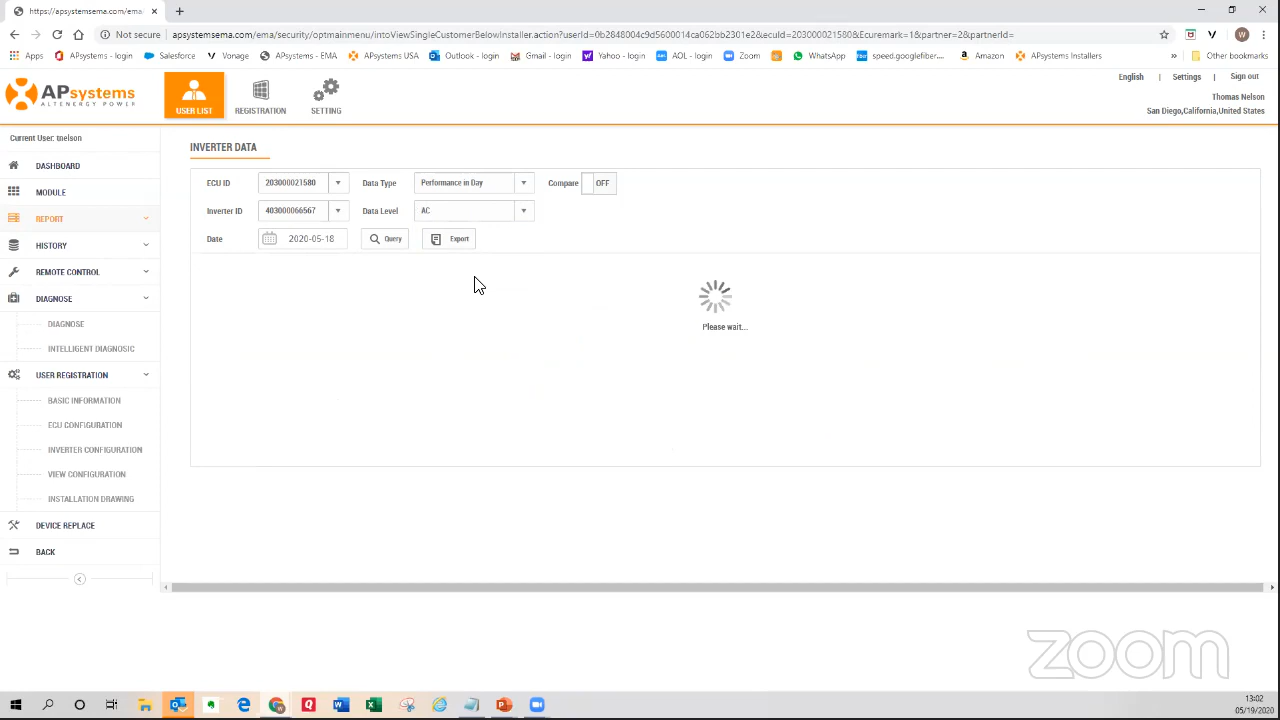 https://apsystemsema.com/ema/
Not secure apsystemsema.com/ema/security/optmainmenu/intoViewSingleCustomerBelowInstaller.action?userId=0b2848004c9d5600014ca062bb2301e2&ecuId=203000021580&Ecuremark=1&partner=2&partnerId=
Apps APsystems - login Salesforce Vonage APsystems - EMA APsystems USA Outlook - login Gmail - login Yahoo - login AOL - login Zoom WhatsApp speed.googlefiber.... Amazon APsystems Installers » Other bookmarks
APsystems
ALTENERGY POWER
USER LIST REGISTRATION SETTING
English | Settings | Sign out
Thomas Nelson
San Diego,California,United States
Current User: tnelson
DASHBOARD
MODULE
REPORT
HISTORY
REMOTE CONTROL
DIAGNOSE
DIAGNOSE
INTELLIGENT DIAGNOSIC
USER REGISTRATION
BASIC INFORMATION
ECU CONFIGURATION
INVERTER CONFIGURATION
VIEW CONFIGURATION
INSTALLATION DRAWING
DEVICE REPLACE
BACK
INVERTER DATA
ECU ID 203000021580 Data Type Performance in Day Compare OFF
Inverter ID 403000066567 Data Level AC
Date 2020-05-18 Query Export
Please wait...
zoom
13:02
05/19/2020